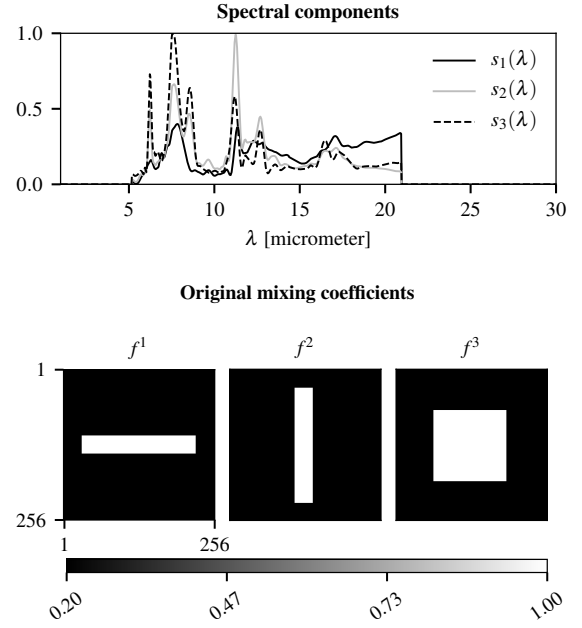 Spectral components
1.0
0.5
0.0
s₁(λ)
s₂(λ)
s₃(λ)
5 10 15 20 25 30
λ [micrometer]
Original mixing coefficients
f¹ f² f³
1
256
1 256
0.20 0.47 0.73 1.00